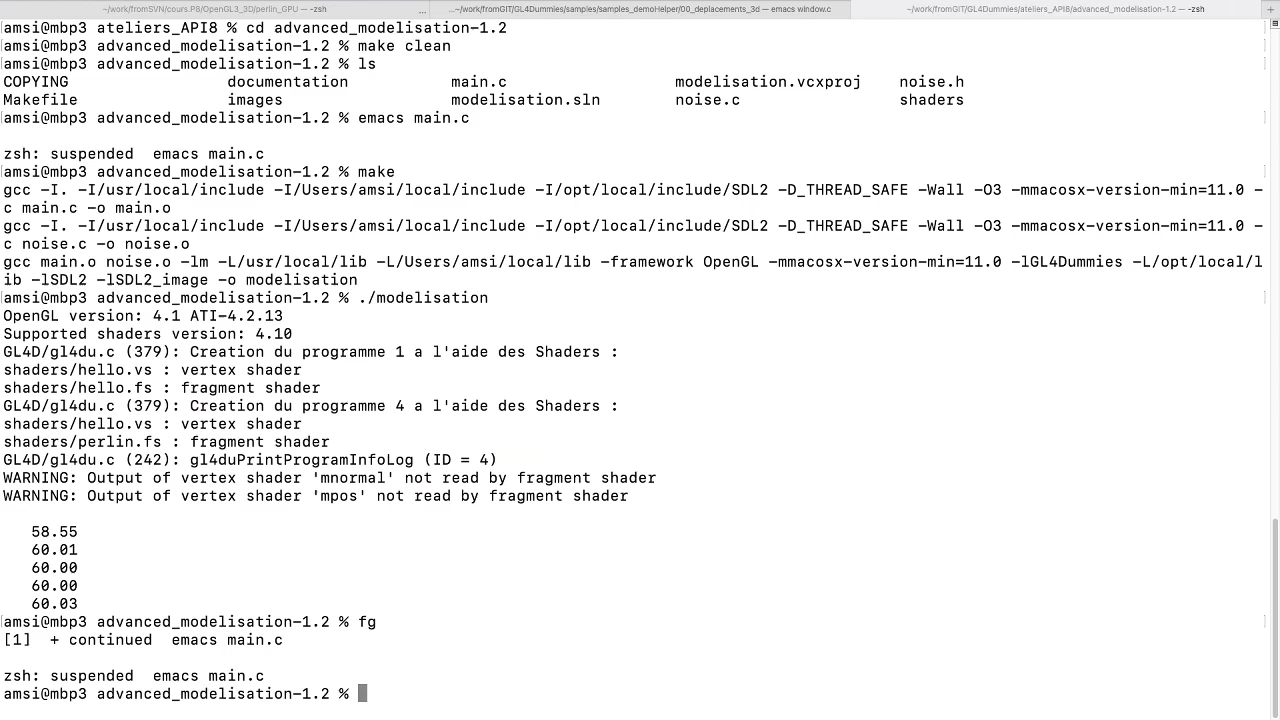 ~/work/fromSVN/cours.P8/OpenGL3_3D/perlin_GPU — -zsh
... ...~/work/fromGIT/GL4Dummies/samples/samples_demoHelper/00_deplacements_3d — emacs window.c
~/work/fromGIT/GL4Dummies/ateliers_API8/advanced_modelisation-1.2 — -zsh
+
[amsi@mbp3 ateliers_API8 % cd advanced_modelisation-1.2 ]
[amsi@mbp3 advanced_modelisation-1.2 % make clean ]
[amsi@mbp3 advanced_modelisation-1.2 % ls ]
COPYING documentation main.c modelisation.vcxproj noise.h
Makefile images modelisation.sln noise.c shaders
[amsi@mbp3 advanced_modelisation-1.2 % emacs main.c ]
zsh: suspended  emacs main.c
[amsi@mbp3 advanced_modelisation-1.2 % make ]
gcc -I. -I/usr/local/include -I/Users/amsi/local/include -I/opt/local/include/SDL2 -D_THREAD_SAFE -Wall -O3 -mmacosx-version-min=11.0 -
c main.c -o main.o
gcc -I. -I/usr/local/include -I/Users/amsi/local/include -I/opt/local/include/SDL2 -D_THREAD_SAFE -Wall -O3 -mmacosx-version-min=11.0 -
c noise.c -o noise.o
gcc main.o noise.o -lm -L/usr/local/lib -L/Users/amsi/local/lib -framework OpenGL -mmacosx-version-min=11.0 -lGL4Dummies -L/opt/local/l
ib -lSDL2 -lSDL2_image -o modelisation
[amsi@mbp3 advanced_modelisation-1.2 % ./modelisation ]
OpenGL version: 4.1 ATI-4.2.13
Supported shaders version: 4.10
GL4D/gl4du.c (379): Creation du programme 1 a l'aide des Shaders :
shaders/hello.vs : vertex shader
shaders/hello.fs : fragment shader
GL4D/gl4du.c (379): Creation du programme 4 a l'aide des Shaders :
shaders/hello.vs : vertex shader
shaders/perlin.fs : fragment shader
GL4D/gl4du.c (242): gl4duPrintProgramInfoLog (ID = 4)
WARNING: Output of vertex shader 'mnormal' not read by fragment shader
WARNING: Output of vertex shader 'mpos' not read by fragment shader
58.55
60.01
60.00
60.00
60.03
[amsi@mbp3 advanced_modelisation-1.2 % fg ]
[1]  + continued  emacs main.c
zsh: suspended  emacs main.c
amsi@mbp3 advanced_modelisation-1.2 %